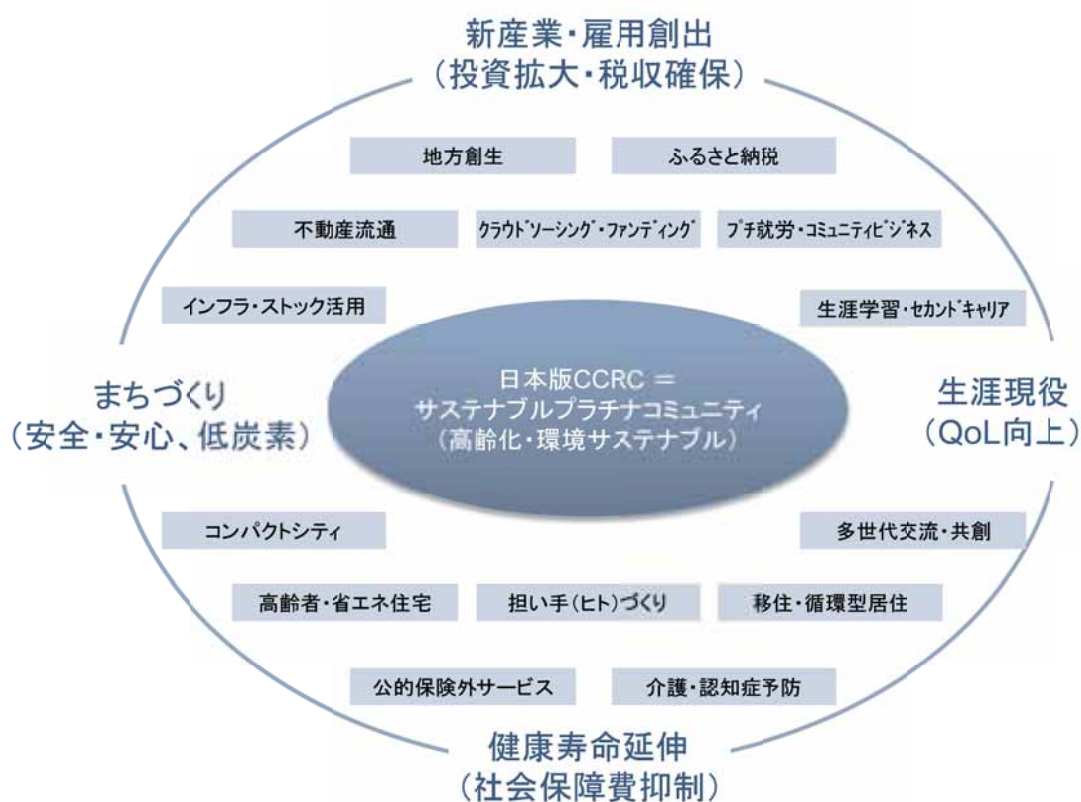 新産業・雇用創出
(投資拡大・税収確保)
地方創生
ふるさと納税
不動産流通
クラウドソーシング・ファンディング
プチ就労・コミュニティビジネス
インフラ・ストック活用
生涯学習・セカンドキャリア
日本版CCRC =
サステナブルプラチナコミュニティ
(高齢化・環境サステナブル)
まちづくり
(安全・安心、低炭素)
生涯現役
(QoL向上)
コンパクトシティ
多世代交流・共創
高齢者・省エネ住宅
担い手(ヒト)づくり
移住・循環型居住
公的保険外サービス
介護・認知症予防
健康寿命延伸
(社会保障費抑制)